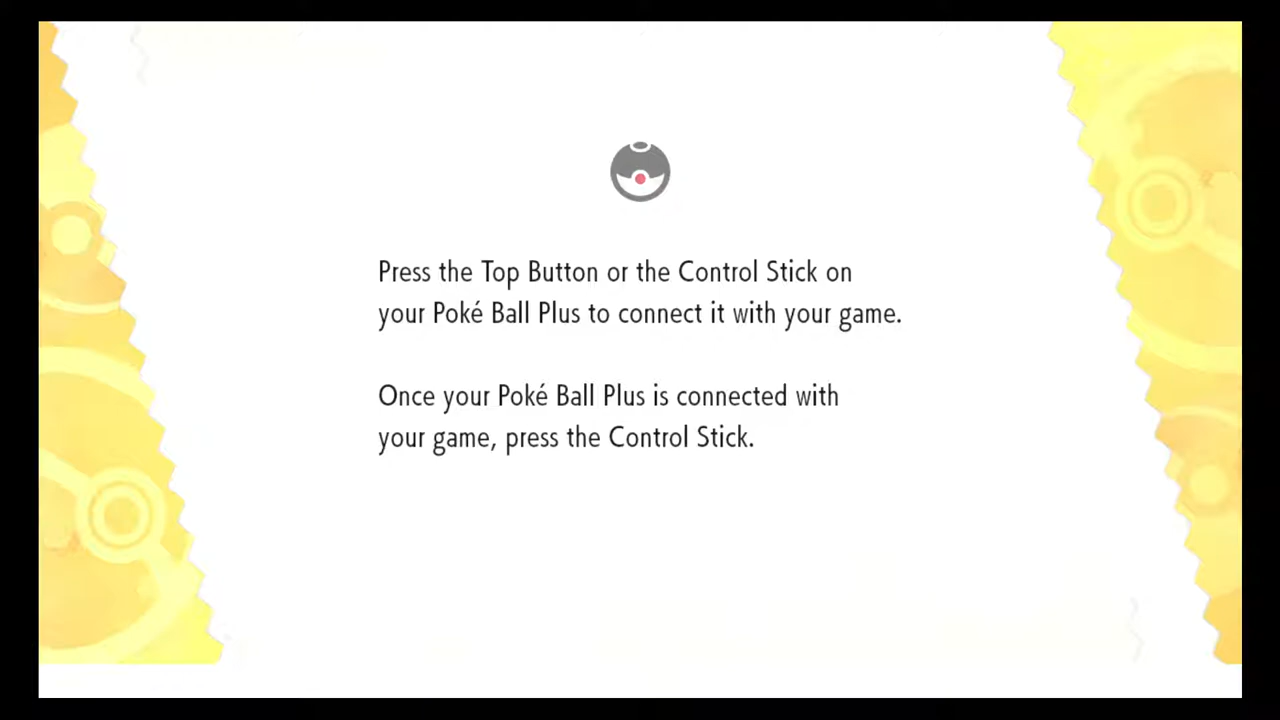 Press the Top Button or the Control Stick on
your Poké Ball Plus to connect it with your game.
Once your Poké Ball Plus is connected with
your game, press the Control Stick.